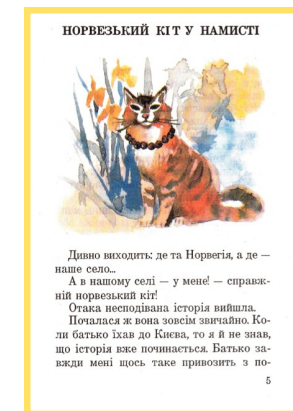 НОРВЕЗЬКИЙ КІТ У НАМИСТІ
Дивно виходить: де та Норвегія, а де —
наше село...
А в нашому селі — у мене! — справж-
ній норвезький кіт!
Отака несподівана історія вийшла.
Почалася ж вона зовсім звичайно. Ко-
ли батько їхав до Києва, то я й не знав,
що історія вже починається. Батько за-
вжди мені щось таке привозить з по-
5